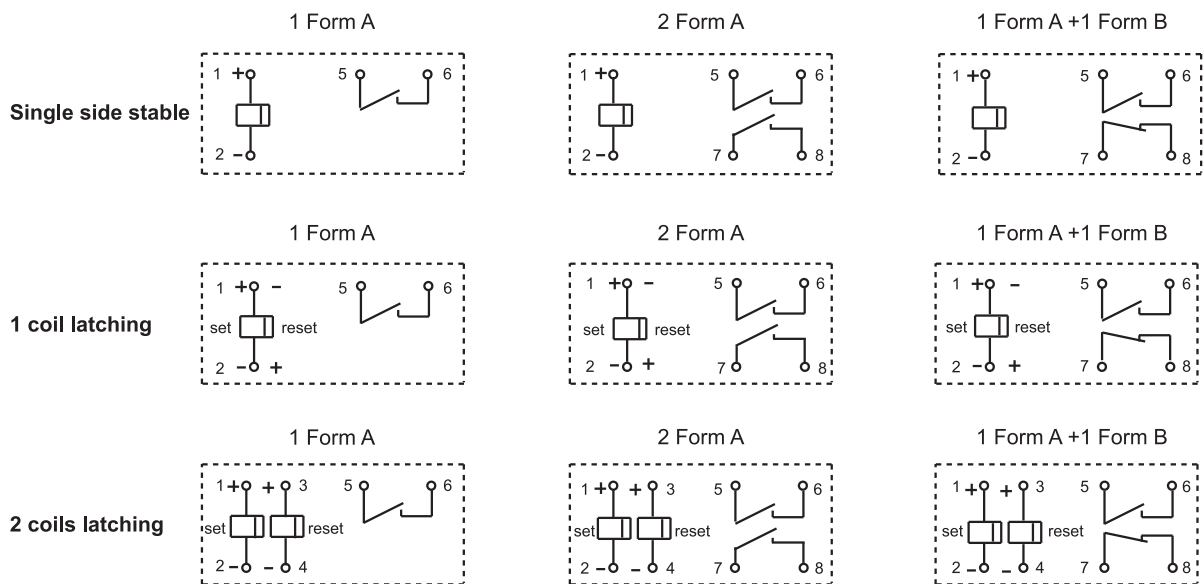 1 Form A 2 Form A 1 Form A +1 Form B
Single side stable
1 + 5 6 1 + 5 6 1 + 5 6
2 − 2 − 7 8 2 − 7 8
1 Form A 2 Form A 1 Form A +1 Form B
1 + − 5 6 1 + − 5 6 1 + − 5 6
1 coil latching
set reset set reset set reset
2 − + 2 − + 7 8 2 − + 7 8
1 Form A 2 Form A 1 Form A +1 Form B
1 + + 3 5 6 1 + + 3 5 6 1 + + 3 5 6
2 coils latching
set reset set reset set reset
2 − − 4 2 − − 4 7 8 2 − − 4 7 8